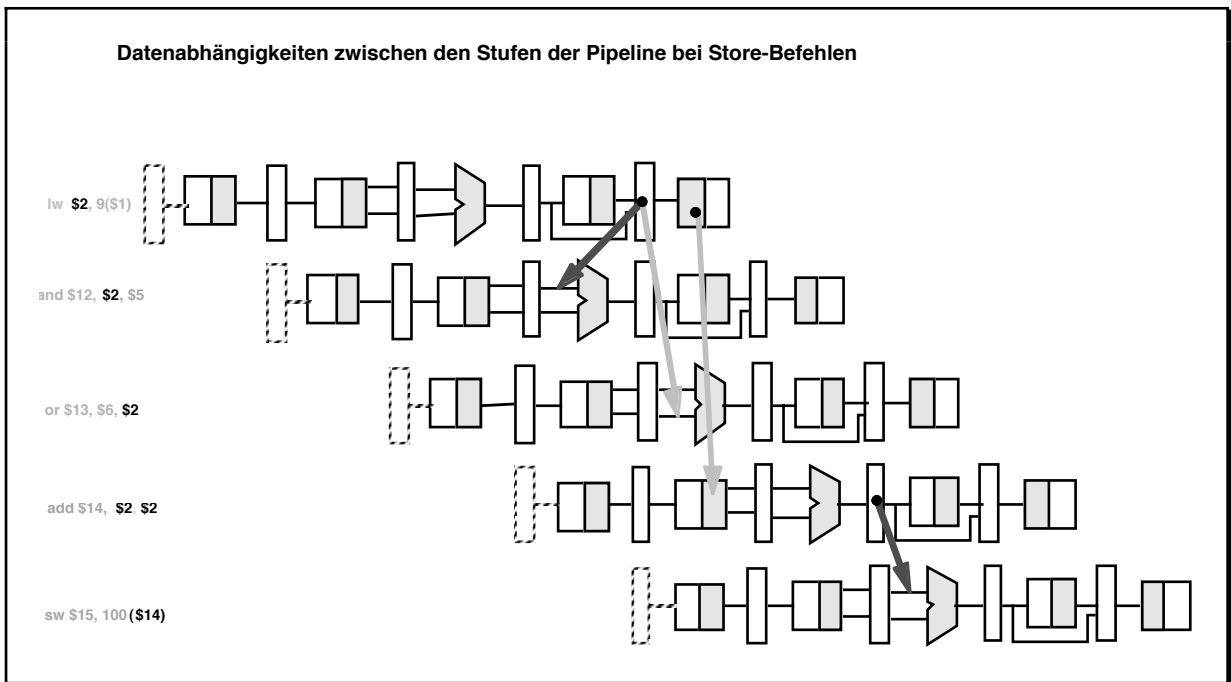 Datenabhängigkeiten zwischen den Stufen der Pipeline bei Store-Befehlen
lw $2, 9($1)
and $12, $2, $5
or $13, $6, $2
add $14, $2, $2
sw $15, 100($14)